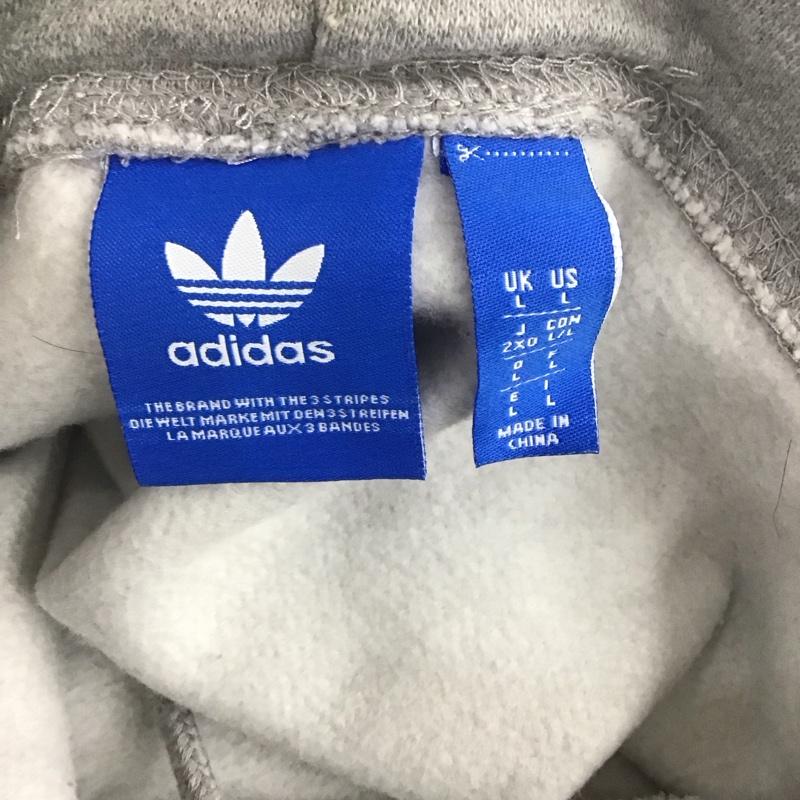 adidas
THE BRAND WITH THE 3 STRIPES
DIE WELT MARKE MIT DEN 3 STREIFEN
LA MARQUE AUX 3 BANDES
UK US
L L
J CDN
2XO L/L
D F
L L
E I
L L
MADE IN
CHINA